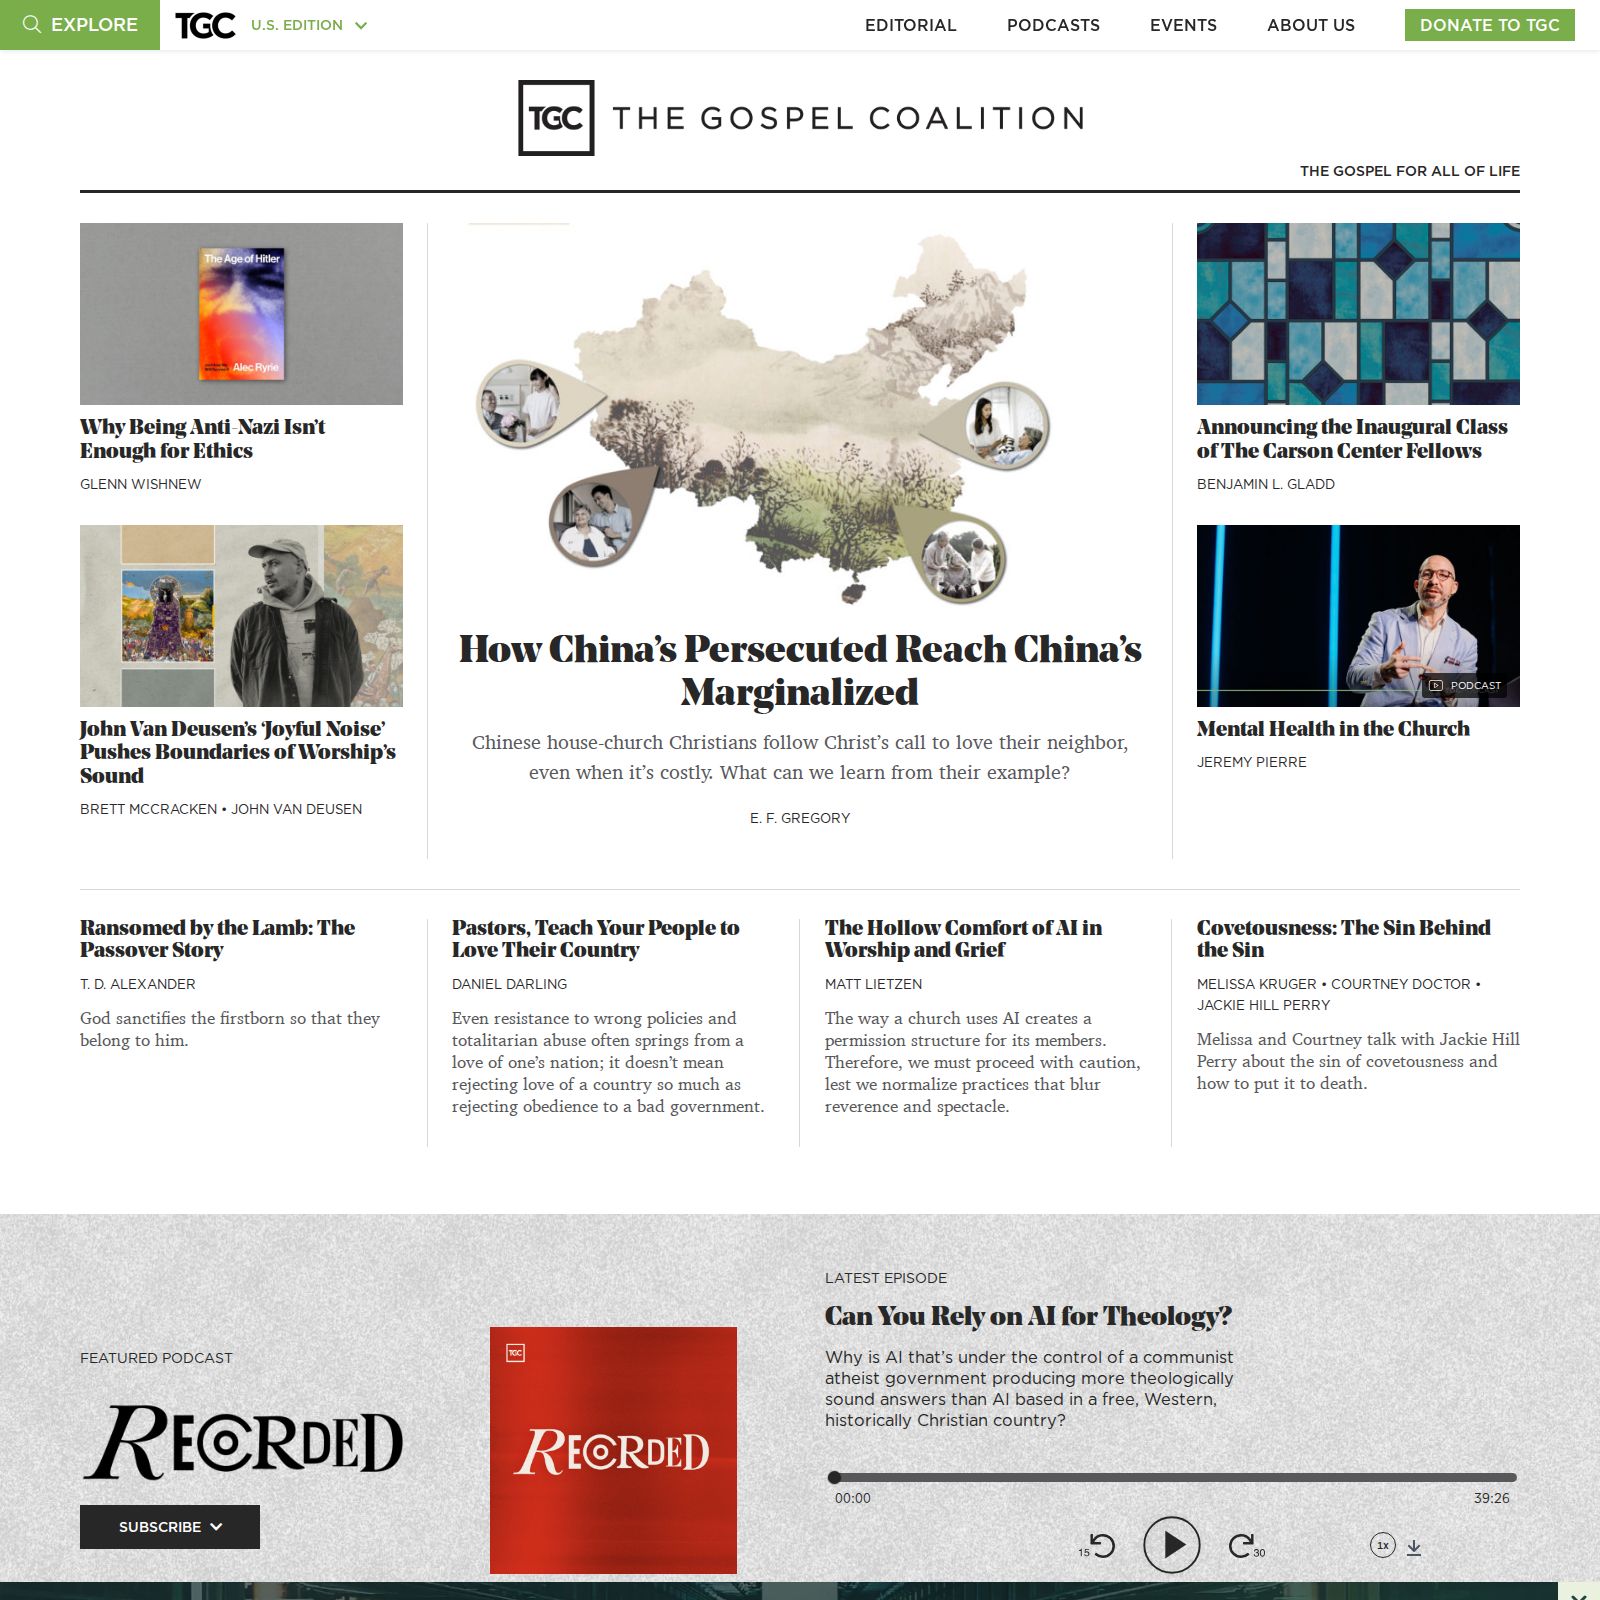 EXPLORE
TGC
U.S. EDITION
EDITORIAL
PODCASTS
EVENTS
ABOUT US
DONATE TO TGC
TGC THE GOSPEL COALITION
THE GOSPEL FOR ALL OF LIFE
The Age of Hitler
Alec Ryrie
Why Being Anti-Nazi Isn’t
Enough for Ethics
GLENN WISHNEW
John Van Deusen’s ‘Joyful Noise’
Pushes Boundaries of Worship’s
Sound
BRETT MCCRACKEN • JOHN VAN DEUSEN
How China’s Persecuted Reach China’s
Marginalized
Chinese house-church Christians follow Christ’s call to love their neighbor,
even when it’s costly. What can we learn from their example?
E. F. GREGORY
Announcing the Inaugural Class
of The Carson Center Fellows
BENJAMIN L. GLADD
PODCAST
Mental Health in the Church
JEREMY PIERRE
Ransomed by the Lamb: The
Passover Story
T. D. ALEXANDER
God sanctifies the firstborn so that they
belong to him.
Pastors, Teach Your People to
Love Their Country
DANIEL DARLING
Even resistance to wrong policies and
totalitarian abuse often springs from a
love of one’s nation; it doesn’t mean
rejecting love of a country so much as
rejecting obedience to a bad government.
The Hollow Comfort of AI in
Worship and Grief
MATT LIETZEN
The way a church uses AI creates a
permission structure for its members.
Therefore, we must proceed with caution,
lest we normalize practices that blur
reverence and spectacle.
Covetousness: The Sin Behind
the Sin
MELISSA KRUGER • COURTNEY DOCTOR •
JACKIE HILL PERRY
Melissa and Courtney talk with Jackie Hill
Perry about the sin of covetousness and
how to put it to death.
FEATURED PODCAST
RECORDED
SUBSCRIBE
TGC
RECORDED
LATEST EPISODE
Can You Rely on AI for Theology?
Why is AI that’s under the control of a communist
atheist government producing more theologically
sound answers than AI based in a free, Western,
historically Christian country?
00:00
39:26
15
30
1x